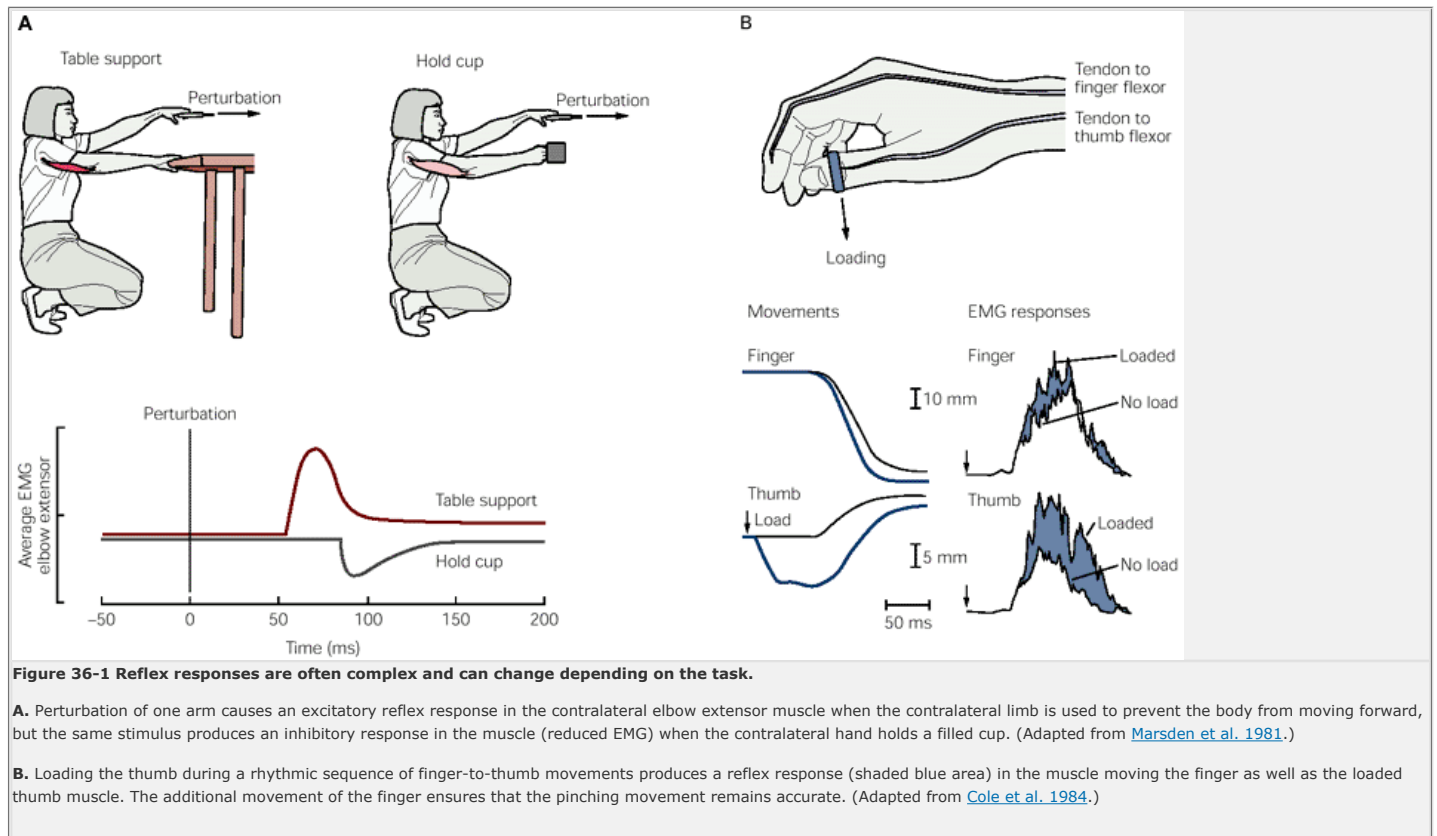 A
Table support
Perturbation
Hold cup
Perturbation
Perturbation
Average EMG
elbow extensor
Table support
Hold cup
−50
0
50
100
150
200
Time (ms)
B
Tendon to
finger flexor
Tendon to
thumb flexor
Loading
Movements
EMG responses
Finger
10 mm
Finger
Loaded
No load
Thumb
Load
5 mm
50 ms
Thumb
Loaded
No load
Figure 36-1 Reflex responses are often complex and can change depending on the task.
A. Perturbation of one arm causes an excitatory reflex response in the contralateral elbow extensor muscle when the contralateral limb is used to prevent the body from moving forward,
but the same stimulus produces an inhibitory response in the muscle (reduced EMG) when the contralateral hand holds a filled cup. (Adapted from Marsden et al. 1981.)
B. Loading the thumb during a rhythmic sequence of finger-to-thumb movements produces a reflex response (shaded blue area) in the muscle moving the finger as well as the loaded
thumb muscle. The additional movement of the finger ensures that the pinching movement remains accurate. (Adapted from Cole et al. 1984.)